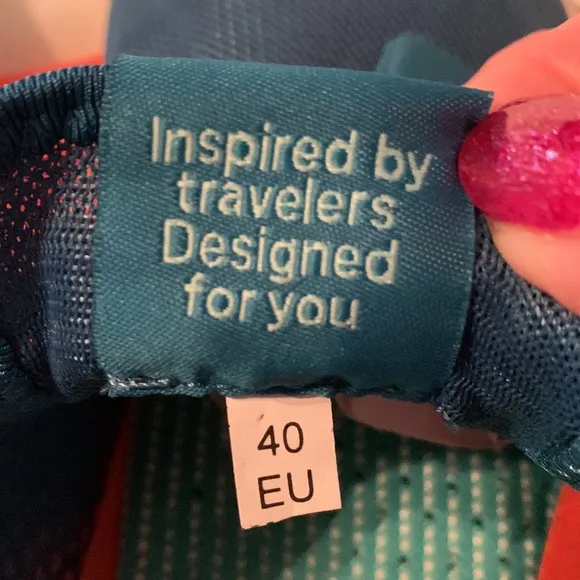 Inspired by
travelers
Designed
for you
40
EU